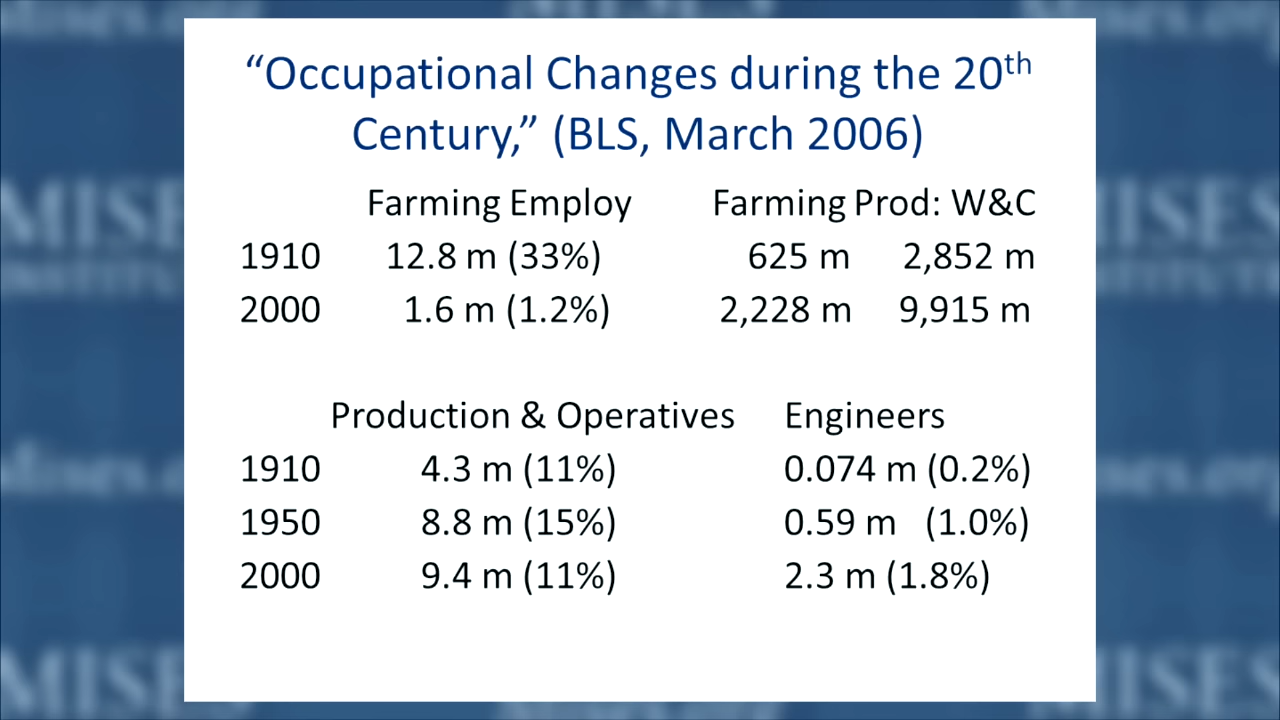 “Occupational Changes during the 20th
Century,” (BLS, March 2006)
Farming Employ Farming Prod: W&C
1910 12.8 m (33%) 625 m 2,852 m
2000 1.6 m (1.2%) 2,228 m 9,915 m
Production & Operatives Engineers
1910 4.3 m (11%) 0.074 m (0.2%)
1950 8.8 m (15%) 0.59 m (1.0%)
2000 9.4 m (11%) 2.3 m (1.8%)